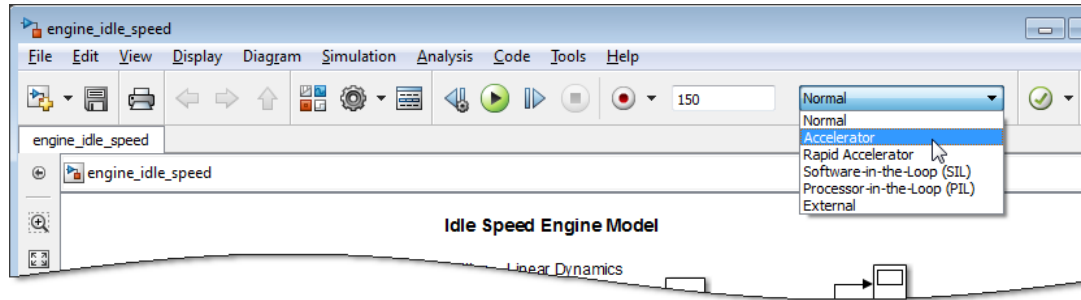 engine_idle_speed
File Edit View Display Diagram Simulation Analysis Code Tools Help
150
Normal
Normal
Accelerator
Rapid Accelerator
Software-in-the-Loop (SIL)
Processor-in-the-Loop (PIL)
External
engine_idle_speed
engine_idle_speed
Idle Speed Engine Model
Linear Dynamics